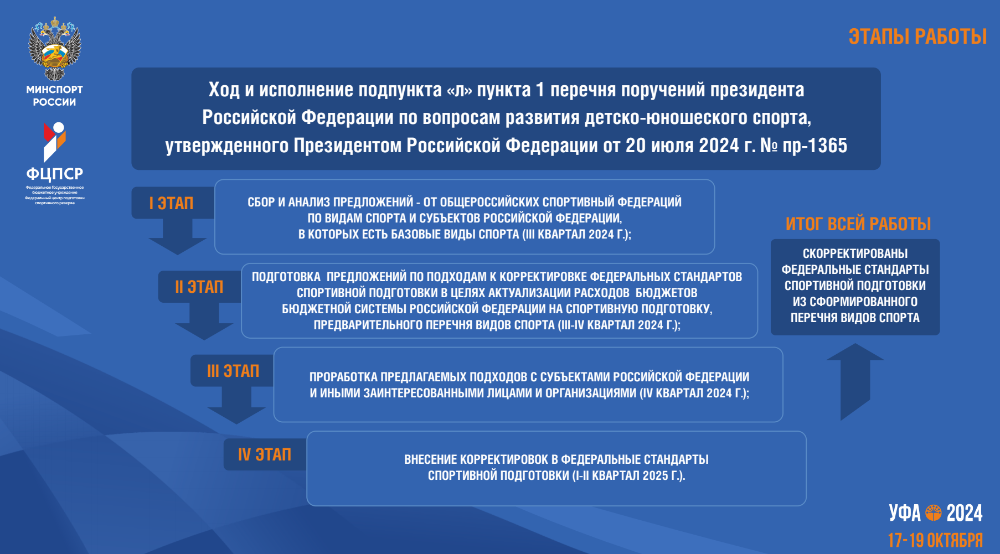 ЭТАПЫ РАБОТЫ
МИНСПОРТ
РОССИИ
ФЦПСР
Федеральное Государственное
бюджетное учреждение
Федеральный центр подготовки
спортивного резерва
Ход и исполнение подпункта «л» пункта 1 перечня поручений президента
Российской Федерации по вопросам развития детско-юношеского спорта,
утвержденного Президентом Российской Федерации от 20 июля 2024 г. № пр-1365
I ЭТАП
СБОР И АНАЛИЗ ПРЕДЛОЖЕНИЙ - ОТ ОБЩЕРОССИЙСКИХ СПОРТИВНЫЙ ФЕДЕРАЦИЙ
ПО ВИДАМ СПОРТА И СУБЪЕКТОВ РОССИЙСКОЙ ФЕДЕРАЦИИ,
В КОТОРЫХ ЕСТЬ БАЗОВЫЕ ВИДЫ СПОРТА (III КВАРТАЛ 2024 Г.);
II ЭТАП
ПОДГОТОВКА ПРЕДЛОЖЕНИЙ ПО ПОДХОДАМ К КОРРЕКТИРОВКЕ ФЕДЕРАЛЬНЫХ СТАНДАРТОВ
СПОРТИВНОЙ ПОДГОТОВКИ В ЦЕЛЯХ АКТУАЛИЗАЦИИ РАСХОДОВ БЮДЖЕТОВ
БЮДЖЕТНОЙ СИСТЕМЫ РОССИЙСКОЙ ФЕДЕРАЦИИ НА СПОРТИВНУЮ ПОДГОТОВКУ,
ПРЕДВАРИТЕЛЬНОГО ПЕРЕЧНЯ ВИДОВ СПОРТА (III-IV КВАРТАЛ 2024 Г.);
III ЭТАП
ПРОРАБОТКА ПРЕДЛАГАЕМЫХ ПОДХОДОВ С СУБЪЕКТАМИ РОССИЙСКОЙ ФЕДЕРАЦИИ
И ИНЫМИ ЗАИНТЕРЕСОВАННЫМИ ЛИЦАМИ И ОРГАНИЗАЦИЯМИ (IV КВАРТАЛ 2024 Г.);
IV ЭТАП
ВНЕСЕНИЕ КОРРЕКТИРОВОК В ФЕДЕРАЛЬНЫЕ СТАНДАРТЫ
СПОРТИВНОЙ ПОДГОТОВКИ (I-II КВАРТАЛ 2025 Г.).
ИТОГ ВСЕЙ РАБОТЫ
СКОРРЕКТИРОВАНЫ
ФЕДЕРАЛЬНЫЕ СТАНДАРТЫ
СПОРТИВНОЙ ПОДГОТОВКИ
ИЗ СФОРМИРОВАННОГО
ПЕРЕЧНЯ ВИДОВ СПОРТА
УФА 2024
17-19 ОКТЯБРЯ